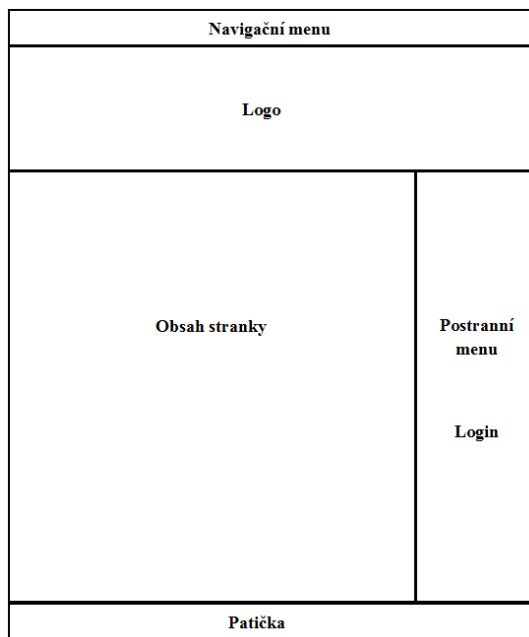 Navigační menu
Logo
Obsah stranky
Postranní
menu
Login
Patička